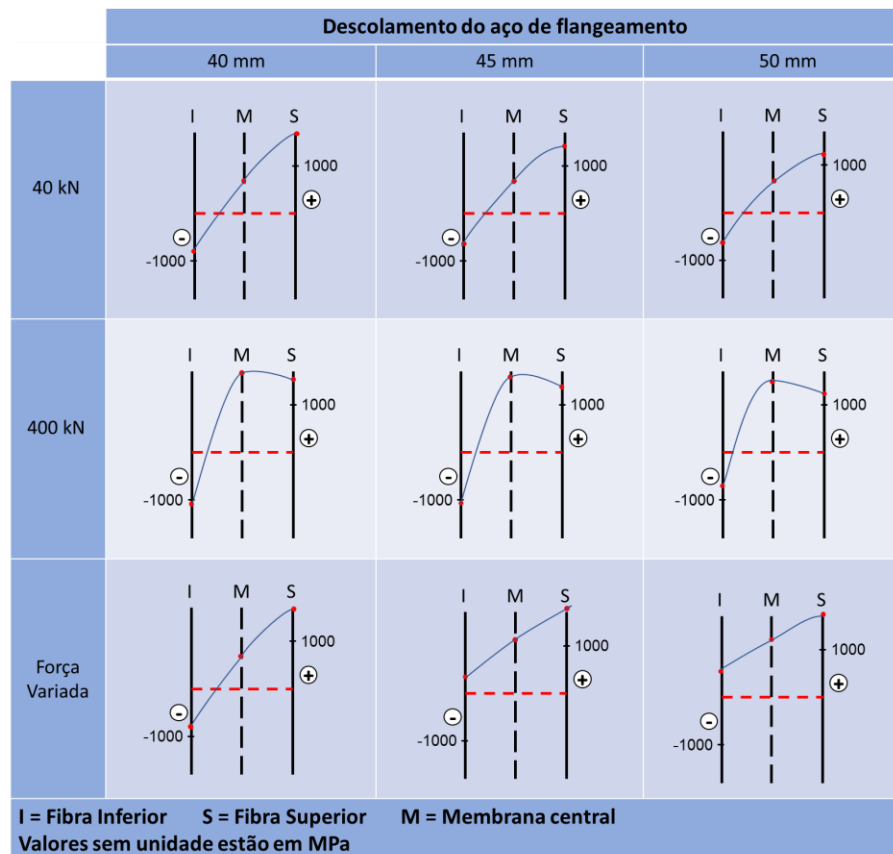 Descolamento do aço de flangeamento
40 mm 45 mm 50 mm
40 kN
I M S
1000
+
-
-1000
I M S
1000
+
-
-1000
I M S
1000
+
-
-1000
400 kN
I M S
1000
+
-
-1000
I M S
1000
+
-
-1000
I M S
1000
+
-
-1000
Força
Variada
I M S
1000
+
-
-1000
I M S
1000
+
-
-1000
I M S
1000
+
-
-1000
I = Fibra Inferior S = Fibra Superior M = Membrana central
Valores sem unidade estão em MPa